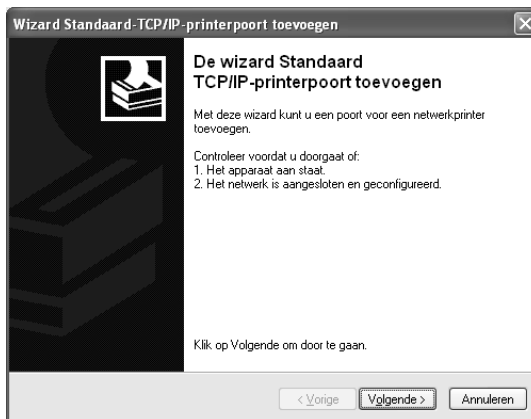 Wizard Standaard-TCP/IP-printerpoort toevoegen
De wizard Standaard
TCP/IP-printerpoort toevoegen
Met deze wizard kunt u een poort voor een netwerkprinter
toevoegen.
Controleer voordat u doorgaat of:
1. Het apparaat aan staat.
2. Het netwerk is aangesloten en geconfigureerd.
Klik op Volgende om door te gaan.
< Vorige Volgende > Annuleren